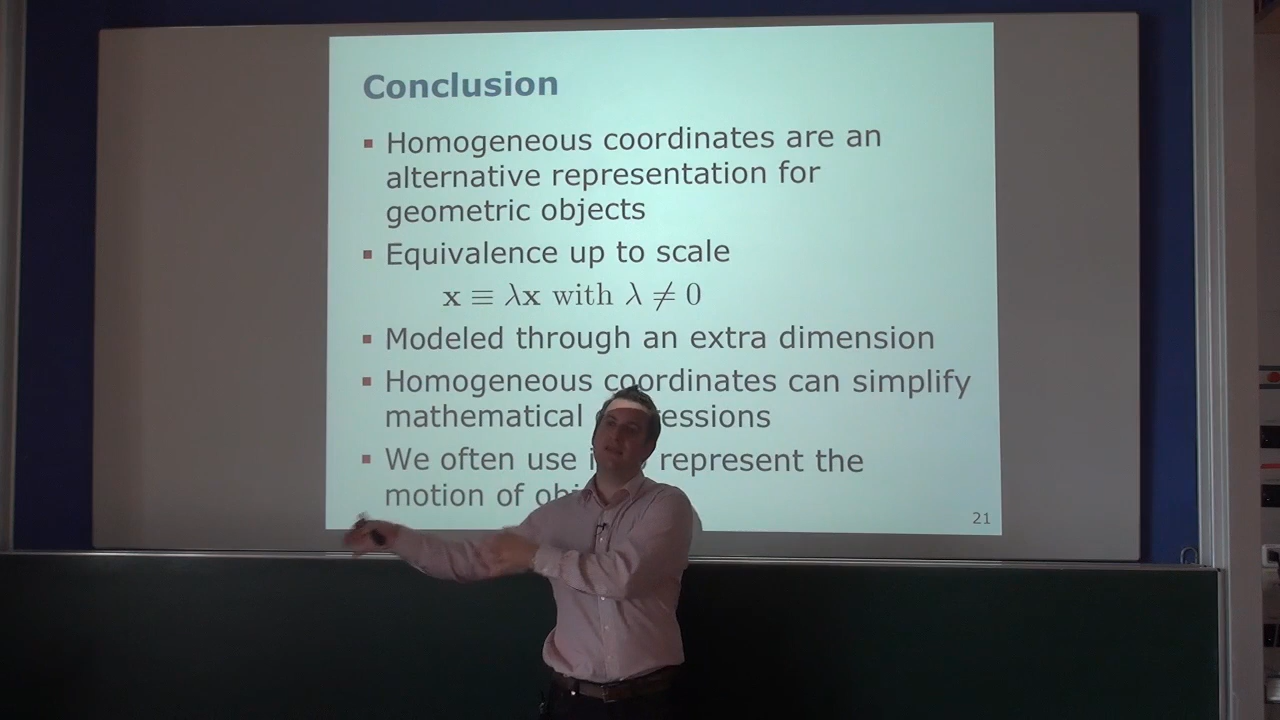 Conclusion
Homogeneous coordinates are an
alternative representation for
geometric objects
Equivalence up to scale
x ≡ λx with λ ≠ 0
Modeled through an extra dimension
Homogeneous coordinates can simplify
mathematical
We often use represent the
motion of
21